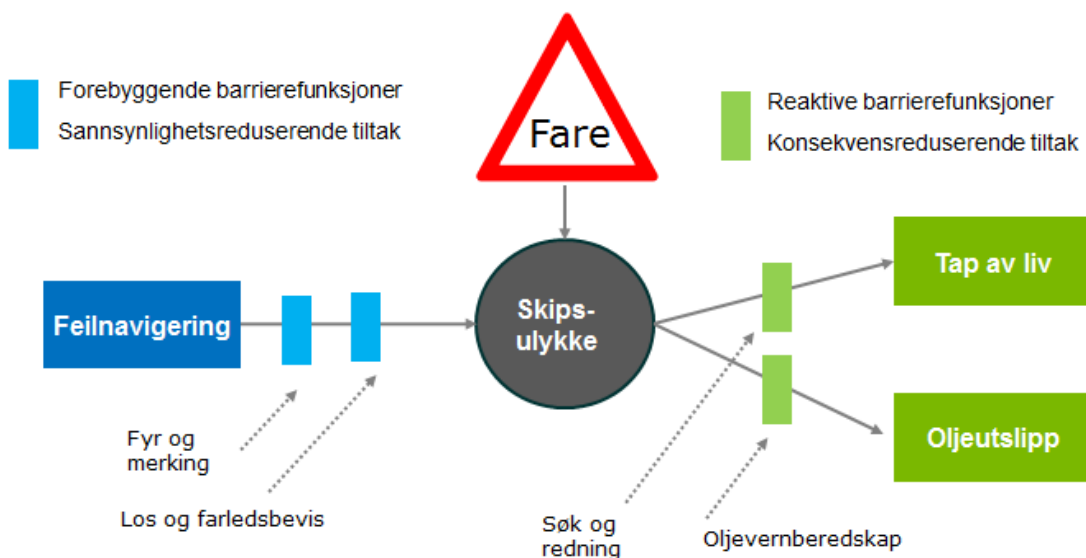 Forebyggende barrierefunksjoner
Sannsynlighetsreduserende tiltak
Fare
Reaktive barrierefunksjoner
Konsekvensreduserende tiltak
Feilnavigering
Skips-
ulykke
Tap av liv
Oljeutslipp
Fyr og
merking
Los og farledsbevis
Søk og
redning
Oljevernberedskap